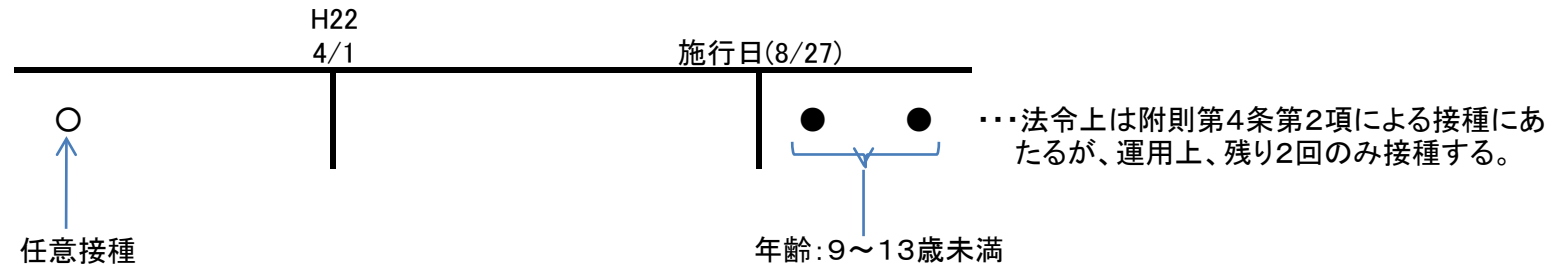 H22
4/1
施行日(8/27)
○
●
●
・・・法令上は附則第4条第2項による接種にあ
たるが、運用上、残り2回のみ接種する。
任意接種
年齢:9~13歳未満